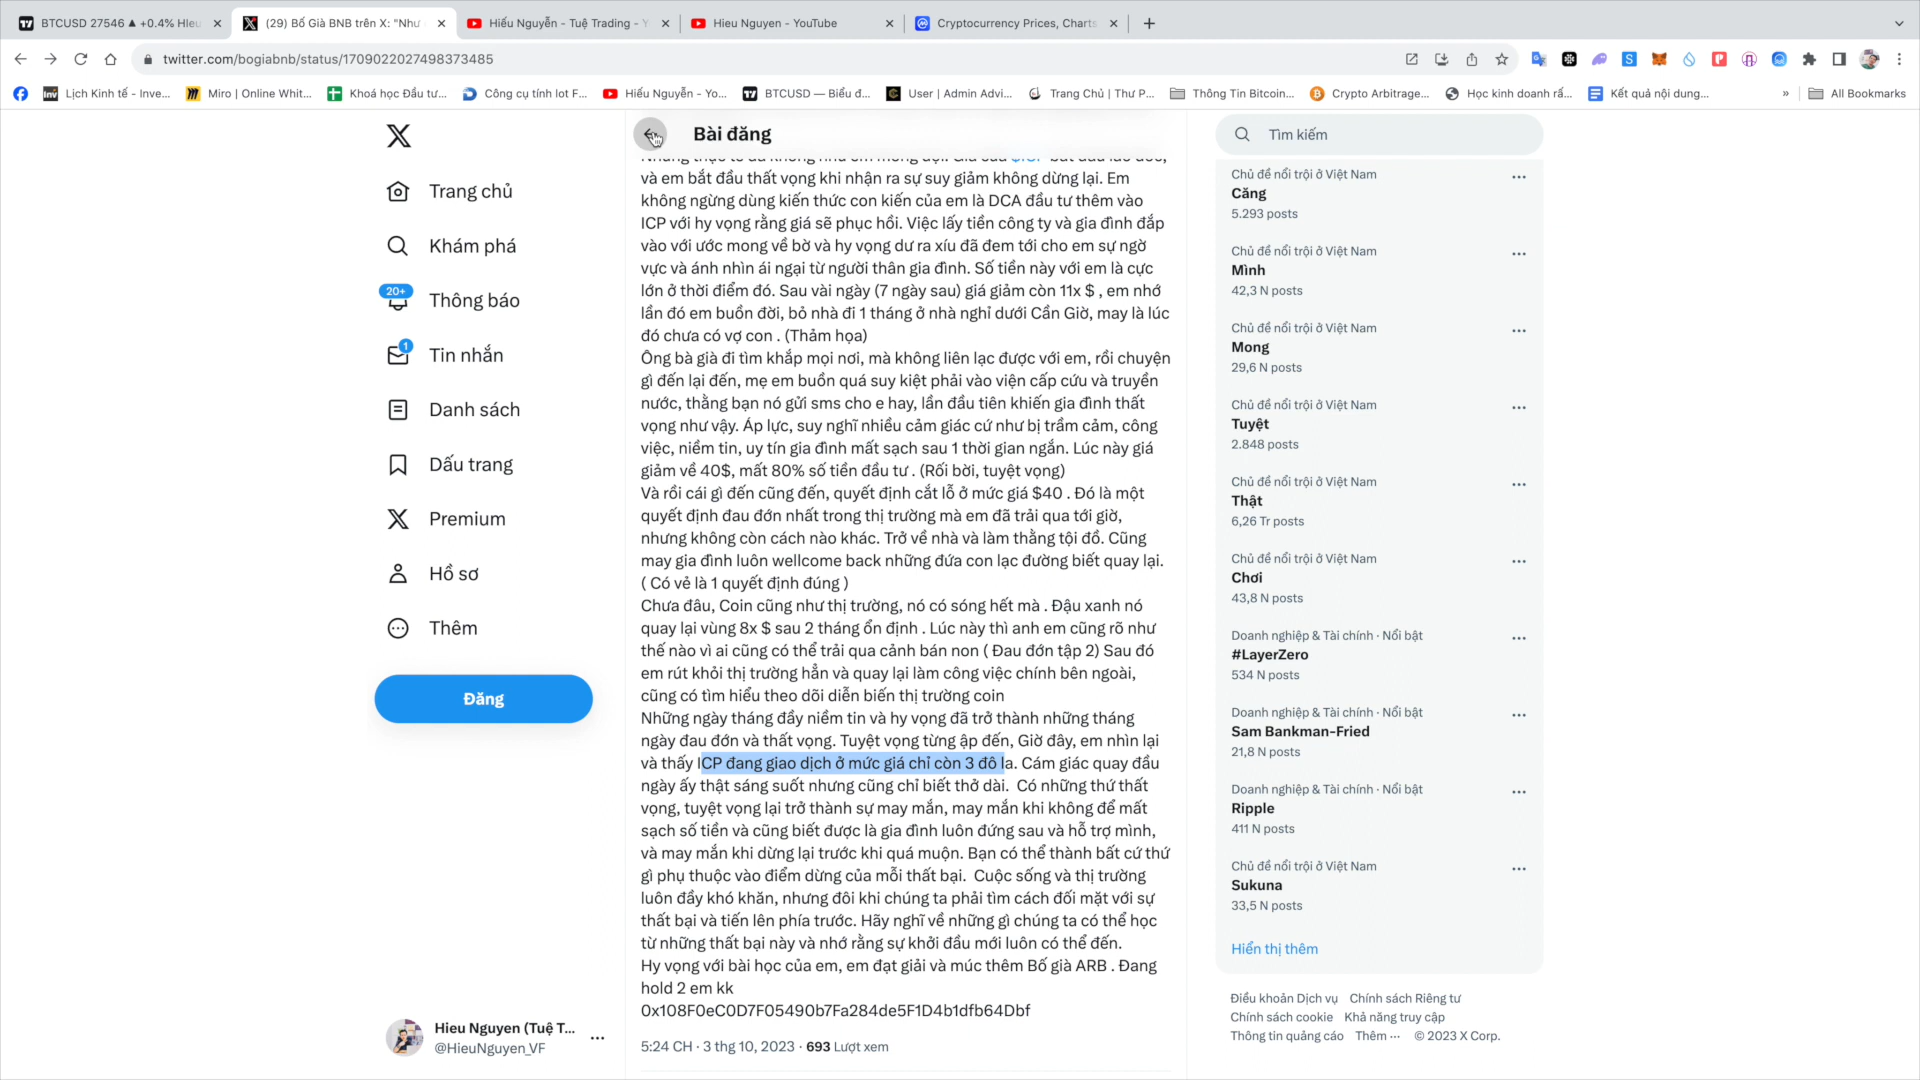 BTCUSD 27546 ▲ +0.4% Hieu
(29) Bố Già BNB trên X: "Như
Hiếu Nguyễn - Tuệ Trading - Y
Hieu Nguyen - YouTube
Cryptocurrency Prices, Charts
twitter.com/bogiabnb/status/1709022027498373485
Lịch Kinh tế - Inve...
Miro | Online Whit...
Khoá học Đầu tư...
Công cụ tính lot F...
Hiếu Nguyễn - Yo...
BTCUSD — Biểu đ...
User | Admin Advi...
Trang Chủ | Thư P...
Thông Tin Bitcoin...
Crypto Arbitrage...
Học kinh doanh rấ...
Kết quả nội dung...
»
All Bookmarks
Trang chủ
Khám phá
20+
Thông báo
1
Tin nhắn
Danh sách
Dấu trang
Premium
Hồ sơ
Thêm
Đăng
Hieu Nguyen (Tuệ T...
@HieuNguyen_VF
Bài đăng
và em bắt đầu thất vọng khi nhận ra sự suy giảm không dừng lại. Em
không ngừng dùng kiến thức con kiến của em là DCA đầu tư thêm vào
ICP với hy vọng rằng giá sẽ phục hồi. Việc lấy tiền công ty và gia đình đắp
vào với ước mong về bờ và hy vọng dư ra xíu đã đem tới cho em sự ngờ
vực và ánh nhìn ái ngại từ người thân gia đình. Số tiền này với em là cực
lớn ở thời điểm đó. Sau vài ngày (7 ngày sau) giá giảm còn 11x $ , em nhớ
lần đó em buồn đời, bỏ nhà đi 1 tháng ở nhà nghỉ dưới Cần Giờ, may là lúc
đó chưa có vợ con . (Thảm họa)
Ông bà già đi tìm khắp mọi nơi, mà không liên lạc được với em, rồi chuyện
gì đến lại đến, mẹ em buồn quá suy kiệt phải vào viện cấp cứu và truyền
nước, thằng bạn nó gửi sms cho e hay, lần đầu tiên khiến gia đình thất
vọng như vậy. Áp lực, suy nghĩ nhiều cảm giác cứ như bị trầm cảm, công
việc, niềm tin, uy tín gia đình mất sạch sau 1 thời gian ngắn. Lúc này giá
giảm về 40$, mất 80% số tiền đầu tư . (Rối bời, tuyệt vọng)
Và rồi cái gì đến cũng đến, quyết định cắt lỗ ở mức giá $40 . Đó là một
quyết định đau đớn nhất trong thị trường mà em đã trải qua tới giờ,
nhưng không còn cách nào khác. Trở về nhà và làm thằng tội đồ. Cũng
may gia đình luôn wellcome back những đứa con lạc đường biết quay lại.
( Có vẻ là 1 quyết định đúng )
Chưa đâu, Coin cũng như thị trường, nó có sóng hết mà . Đậu xanh nó
quay lại vùng 8x $ sau 2 tháng ổn định . Lúc này thì anh em cũng rõ như
thế nào vì ai cũng có thể trải qua cảnh bán non ( Đau đớn tập 2) Sau đó
em rút khỏi thị trường hẳn và quay lại làm công việc chính bên ngoài,
cũng có tìm hiểu theo dõi diễn biến thị trường coin
Những ngày tháng đầy niềm tin và hy vọng đã trở thành những tháng
ngày đau đớn và thất vọng. Tuyệt vọng từng ập đến, Giờ đây, em nhìn lại
và thấy ICP đang giao dịch ở mức giá chỉ còn 3 đô la. Cám giác quay đầu
ngày ấy thật sáng suốt nhưng cũng chỉ biết thở dài.  Có những thứ thất
vọng, tuyệt vọng lại trở thành sự may mắn, may mắn khi không để mất
sạch số tiền và cũng biết được là gia đình luôn đứng sau và hỗ trợ mình,
và may mắn khi dừng lại trước khi quá muộn. Bạn có thể thành bất cứ thứ
gì phụ thuộc vào điểm dừng của mỗi thất bại.  Cuộc sống và thị trường
luôn đầy khó khăn, nhưng đôi khi chúng ta phải tìm cách đối mặt với sự
thất bại và tiến lên phía trước. Hãy nghĩ về những gì chúng ta có thể học
từ những thất bại này và nhớ rằng sự khởi đầu mới luôn có thể đến.
Hy vọng với bài học của em, em đạt giải và múc thêm Bố già ARB . Đang
hold 2 em kk
0x108F0eC0D7F05490b7Fa284de5F1D4b1dfb64Dbf
5:24 CH · 3 thg 10, 2023 · 693 Lượt xem
Tìm kiếm
Chủ đề nổi trội ở Việt Nam
Căng
5.293 posts
Chủ đề nổi trội ở Việt Nam
Mình
42,3 N posts
Chủ đề nổi trội ở Việt Nam
Mong
29,6 N posts
Chủ đề nổi trội ở Việt Nam
Tuyệt
2.848 posts
Chủ đề nổi trội ở Việt Nam
Thật
6,26 Tr posts
Chủ đề nổi trội ở Việt Nam
Chơi
43,8 N posts
Doanh nghiệp & Tài chính · Nổi bật
#LayerZero
534 N posts
Doanh nghiệp & Tài chính · Nổi bật
Sam Bankman-Fried
21,8 N posts
Doanh nghiệp & Tài chính · Nổi bật
Ripple
411 N posts
Chủ đề nổi trội ở Việt Nam
Sukuna
33,5 N posts
Hiển thị thêm
Điều khoản Dịch vụ Chính sách Riêng tư
Chính sách cookie Khả năng truy cập
Thông tin quảng cáo Thêm ··· © 2023 X Corp.